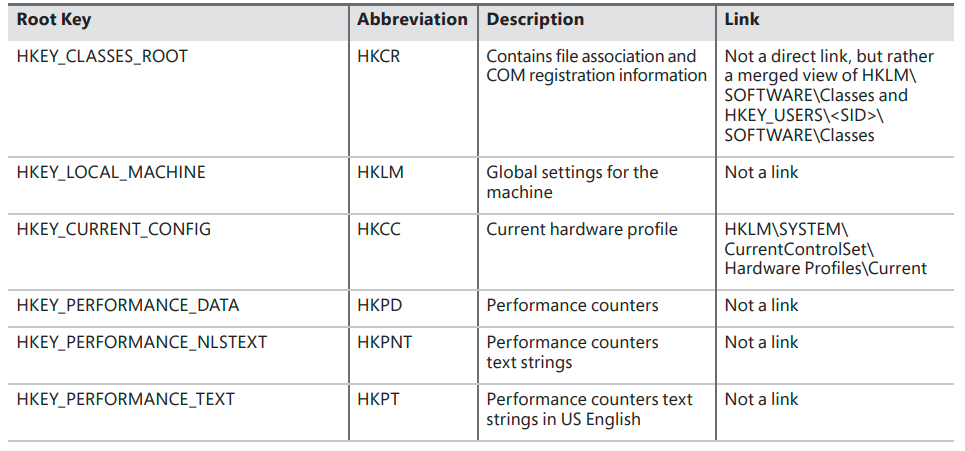 Root Key Abbreviation Description Link
HKEY_CLASSES_ROOT HKCR Contains file association and Not a direct link, but rather
COM registration information a merged view of HKLM\
SOFTWARE\Classes and
HKEY_USERS\<SID>\
SOFTWARE\Classes
HKEY_LOCAL_MACHINE HKLM Global settings for the Not a link
machine
HKEY_CURRENT_CONFIG HKCC Current hardware profile HKLM\SYSTEM\
CurrentControlSet\
Hardware Profiles\Current
HKEY_PERFORMANCE_DATA HKPD Performance counters Not a link
HKEY_PERFORMANCE_NLSTEXT HKPNT Performance counters Not a link
text strings
HKEY_PERFORMANCE_TEXT HKPT Performance counters text Not a link
strings in US English